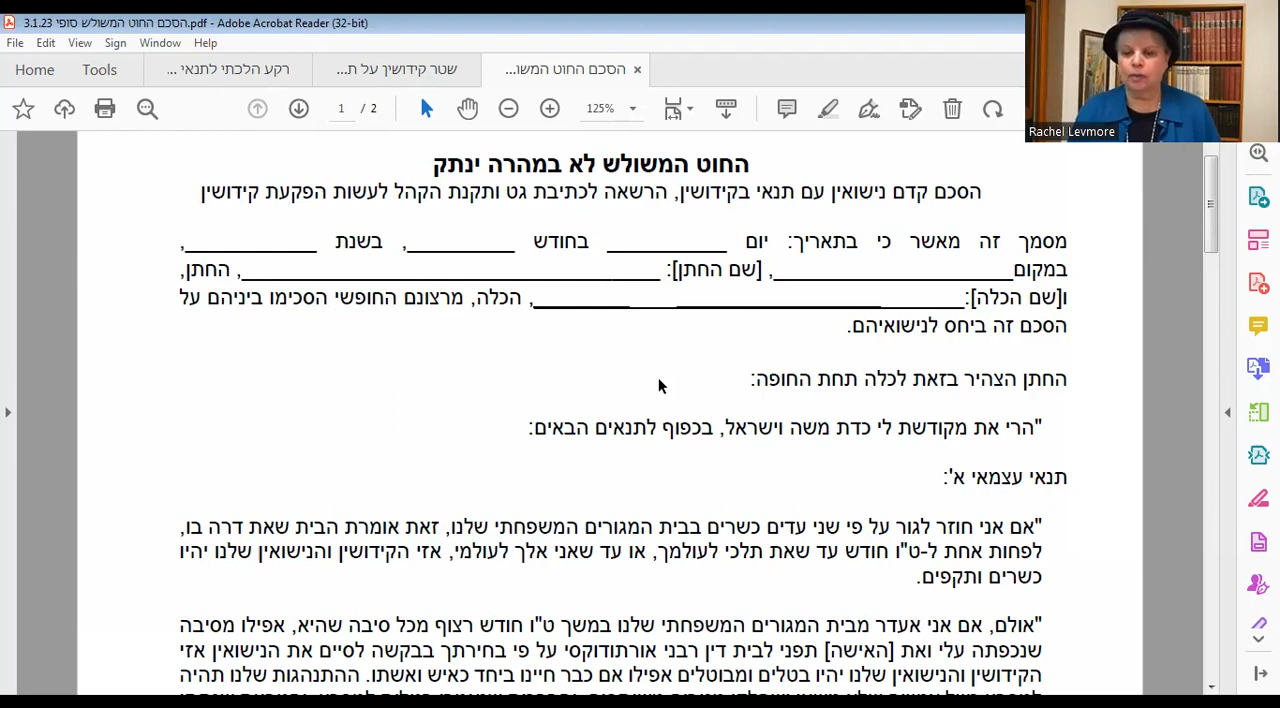 הסכם החוט המשולש סופי 3.1.23.pdf - Adobe Acrobat Reader (32-bit)
File Edit View Sign Window Help
Home Tools רקע הלכתי לתנאי ... שטר קידושין על ת... הסכם החוט המשו... ×
1 / 2 125%
Rachel Levmore
החוט המשולש לא במהרה ינתק
הסכם קדם נישואין עם תנאי בקידושין, הרשאה לכתיבת גט ותקנת הקהל לעשות הפקעת קידושין
מסמך זה מאשר כי בתאריך: יום ___________ בחודש __________, בשנת ____________,
במקום______________________, [שם החתן]: ______________________________________, החתן,
ו[שם הכלה]:______________________________________, הכלה, מרצונם החופשי הסכימו ביניהם על
הסכם זה ביחס לנישואיהם.
החתן הצהיר בזאת לכלה תחת החופה:
"הרי את מקודשת לי כדת משה וישראל, בכפוף לתנאים הבאים:
תנאי עצמאי א':
"אם אני חוזר לגור על פי שני עדים כשרים בבית המגורים המשפחתי שלנו, זאת אומרת הבית שאת דרה בו,
לפחות אחת ל-ט"ו חודש עד שאת תלכי לעולמך, או עד שאני אלך לעולמי, אזי הקידושין והנישואין שלנו יהיו
כשרים ותקפים.
"אולם, אם אני אעדר מבית המגורים המשפחתי שלנו במשך ט"ו חודש רצוף מכל סיבה שהיא, אפילו מסיבה
שנכפתה עלי ואת [האישה] תפני לבית דין רבני אורתודוקסי על פי בחירתך בבקשה לסיים את הנישואין אזי
הקידושין והנישואין שלנו יהיו בטלים ומבוטלים אפילו אם כבר חיינו ביחד כאיש ואשתו. ההתנהגות שלנו תהיה